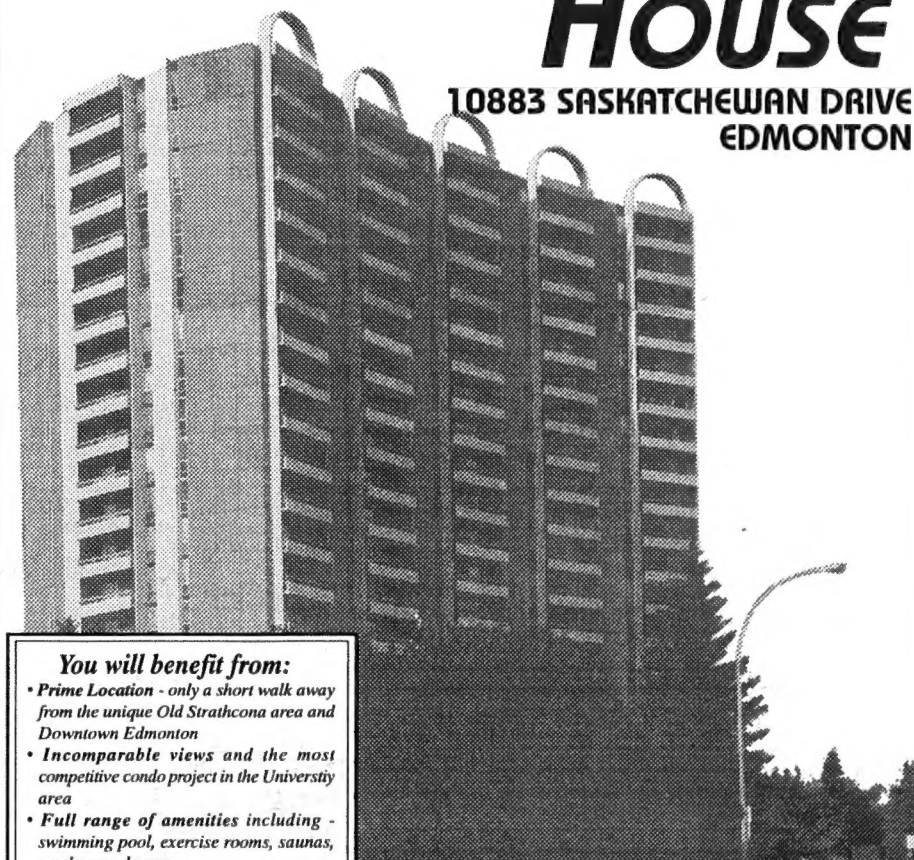 HOUSE
10883 SASKATCHEWAN DRIVE
EDMONTON
You will benefit from:
• Prime Location - only a short walk away
from the unique Old Strathcona area and
Downtown Edmonton
• Incomparable views and the most
competitive condo project in the Universtiy
area
• Full range of amenities including -
swimming pool, exercise rooms, saunas,